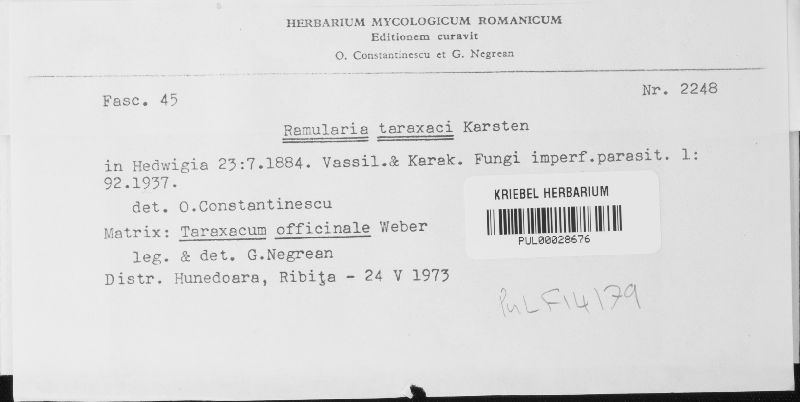 HERBARIUM MYCOLOGICUM ROMANICUM
Editionem curavit
O. Constantinescu et G. Negrean
Fasc. 45
Nr. 2248
Ramularia taraxaci Karsten
in Hedwigia 23:7.1884. Vassil.& Karak. Fungi imperf.parasit. 1:
92.1937.
det. O.Constantinescu
Matrix: Taraxacum officinale Weber
leg. & det. G.Negrean
Distr. Hunedoara, Ribiţa - 24 V 1973
KRIEBEL HERBARIUM
PUL00028676
PULF14179